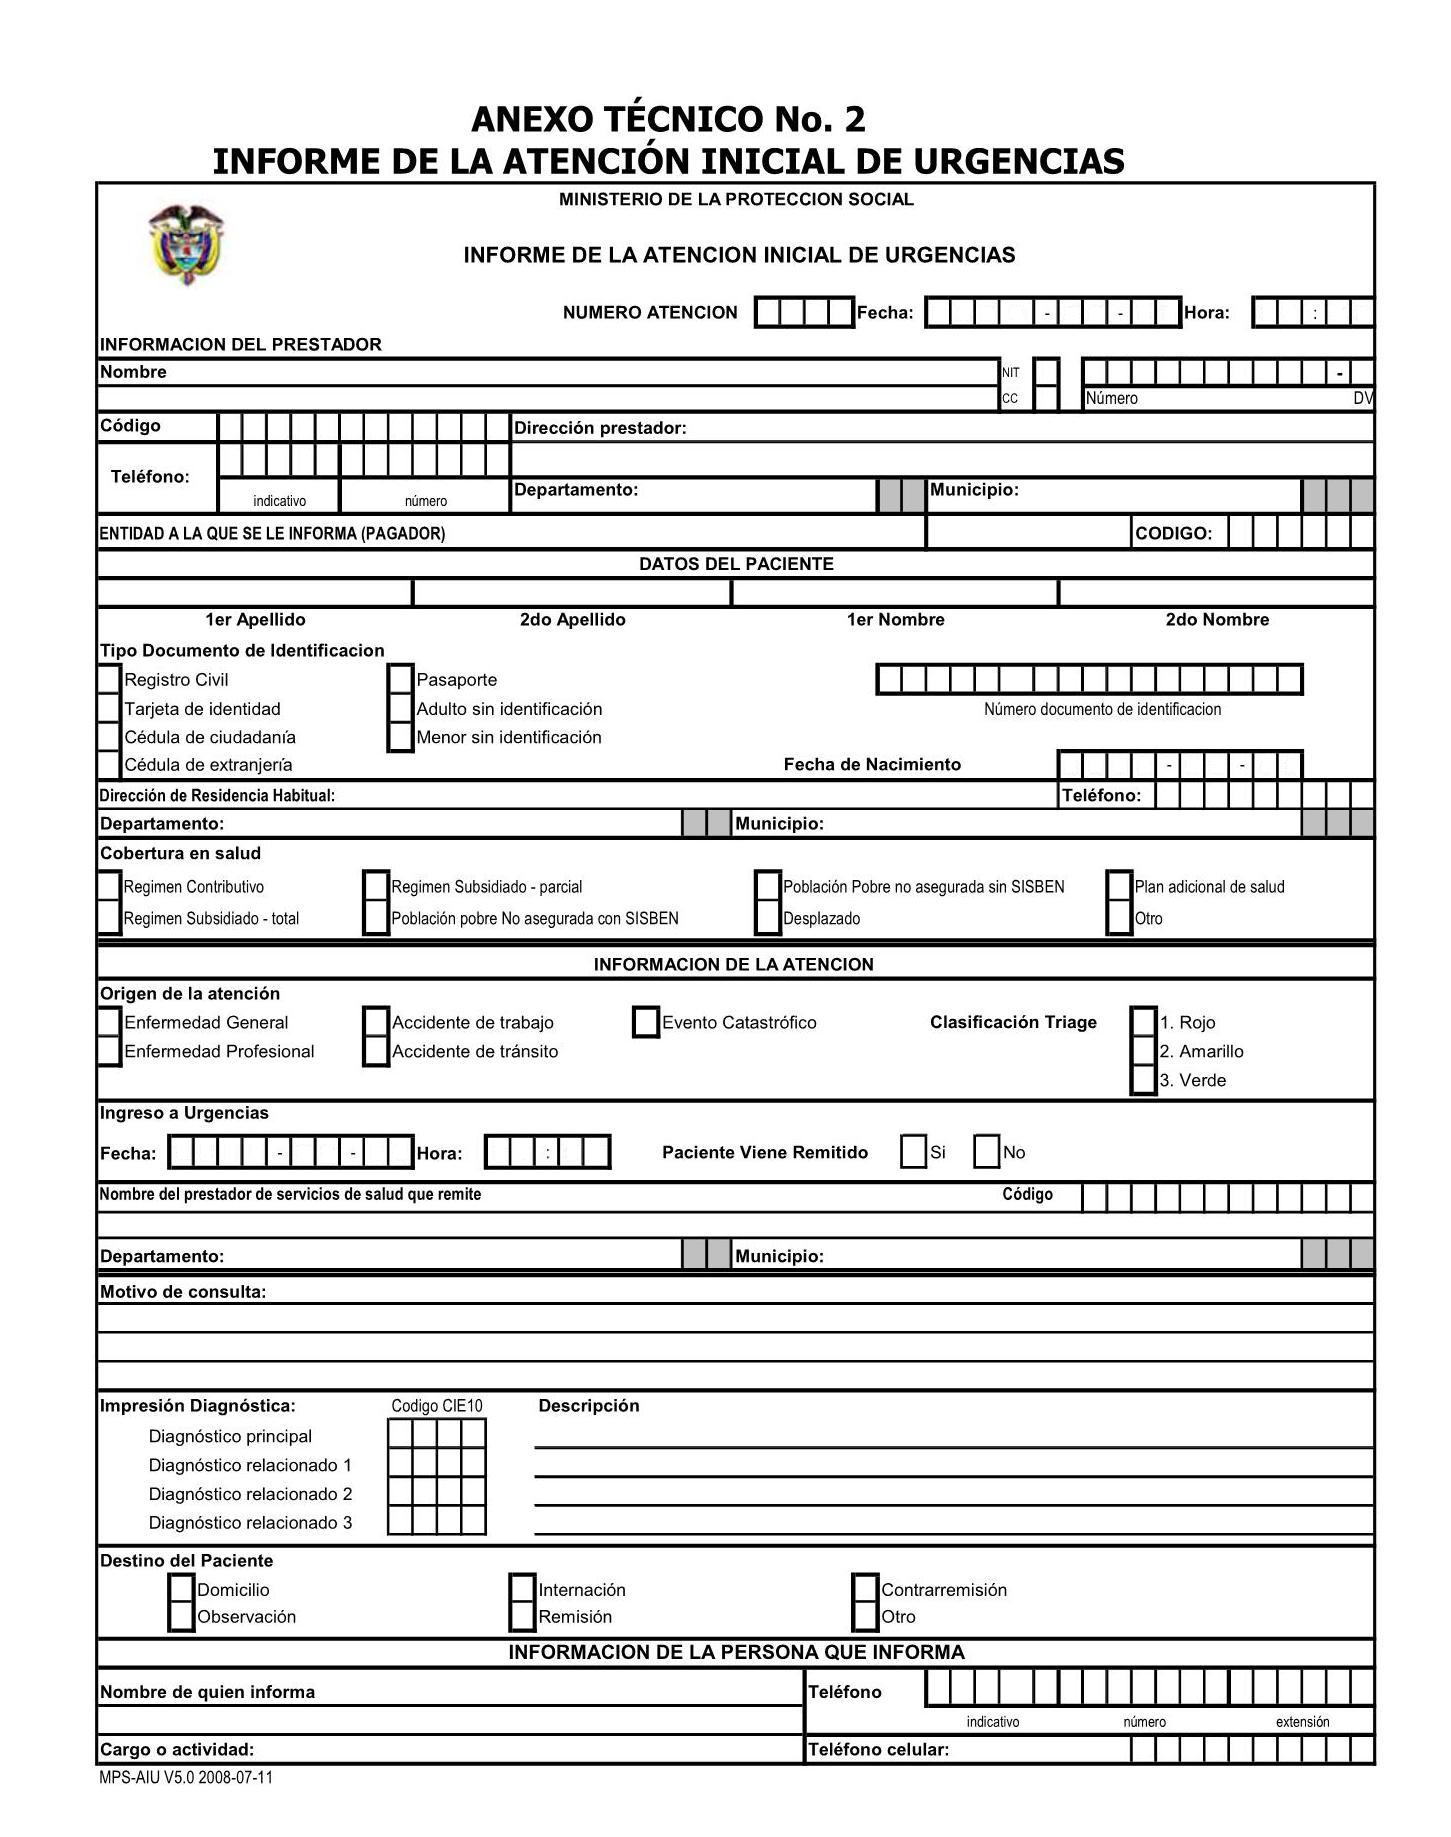 ANEXO TÉCNICO No. 2
INFORME DE LA ATENCIÓN INICIAL DE URGENCIAS
MINISTERIO DE LA PROTECCION SOCIAL
INFORME DE LA ATENCION INICIAL DE URGENCIAS
NUMERO ATENCION Fecha: - - Hora: :
INFORMACION DEL PRESTADOR
Nombre NIT -
CC Número DV
Código Dirección prestador:
Teléfono:
indicativo número Departamento: Municipio:
ENTIDAD A LA QUE SE LE INFORMA (PAGADOR) CODIGO:
DATOS DEL PACIENTE
1er Apellido 2do Apellido 1er Nombre 2do Nombre
Tipo Documento de Identificacion
Registro Civil Pasaporte
Tarjeta de identidad Adulto sin identificación Número documento de identificacion
Cédula de ciudadanía Menor sin identificación
Cédula de extranjería Fecha de Nacimiento - -
Dirección de Residencia Habitual: Teléfono:
Departamento: Municipio:
Cobertura en salud
Regimen Contributivo Regimen Subsidiado - parcial Población Pobre no asegurada sin SISBEN Plan adicional de salud
Regimen Subsidiado - total Población pobre No asegurada con SISBEN Desplazado Otro
INFORMACION DE LA ATENCION
Origen de la atención
Enfermedad General Accidente de trabajo Evento Catastrófico Clasificación Triage 1. Rojo
Enfermedad Profesional Accidente de tránsito 2. Amarillo
3. Verde
Ingreso a Urgencias
Fecha: - - Hora: : Paciente Viene Remitido Si No
Nombre del prestador de servicios de salud que remite Código
Departamento: Municipio:
Motivo de consulta:
Impresión Diagnóstica: Codigo CIE10 Descripción
Diagnóstico principal
Diagnóstico relacionado 1
Diagnóstico relacionado 2
Diagnóstico relacionado 3
Destino del Paciente
Domicilio Internación Contrarremisión
Observación Remisión Otro
INFORMACION DE LA PERSONA QUE INFORMA
Nombre de quien informa Teléfono
indicativo número extensión
Cargo o actividad: Teléfono celular:
MPS-AIU V5.0 2008-07-11